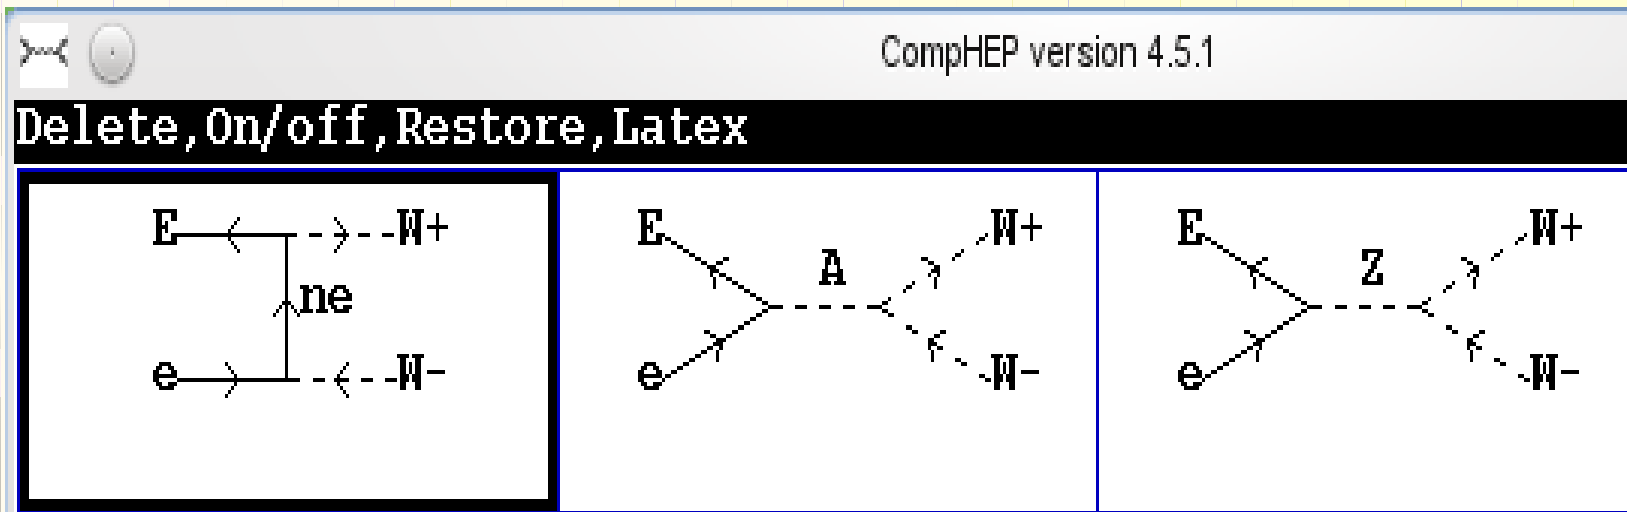 CompHEP version 4.5.1
Delete,On/off,Restore,Latex
E W+ E W+ E W+
A Z
ne
e W- e W- e W-